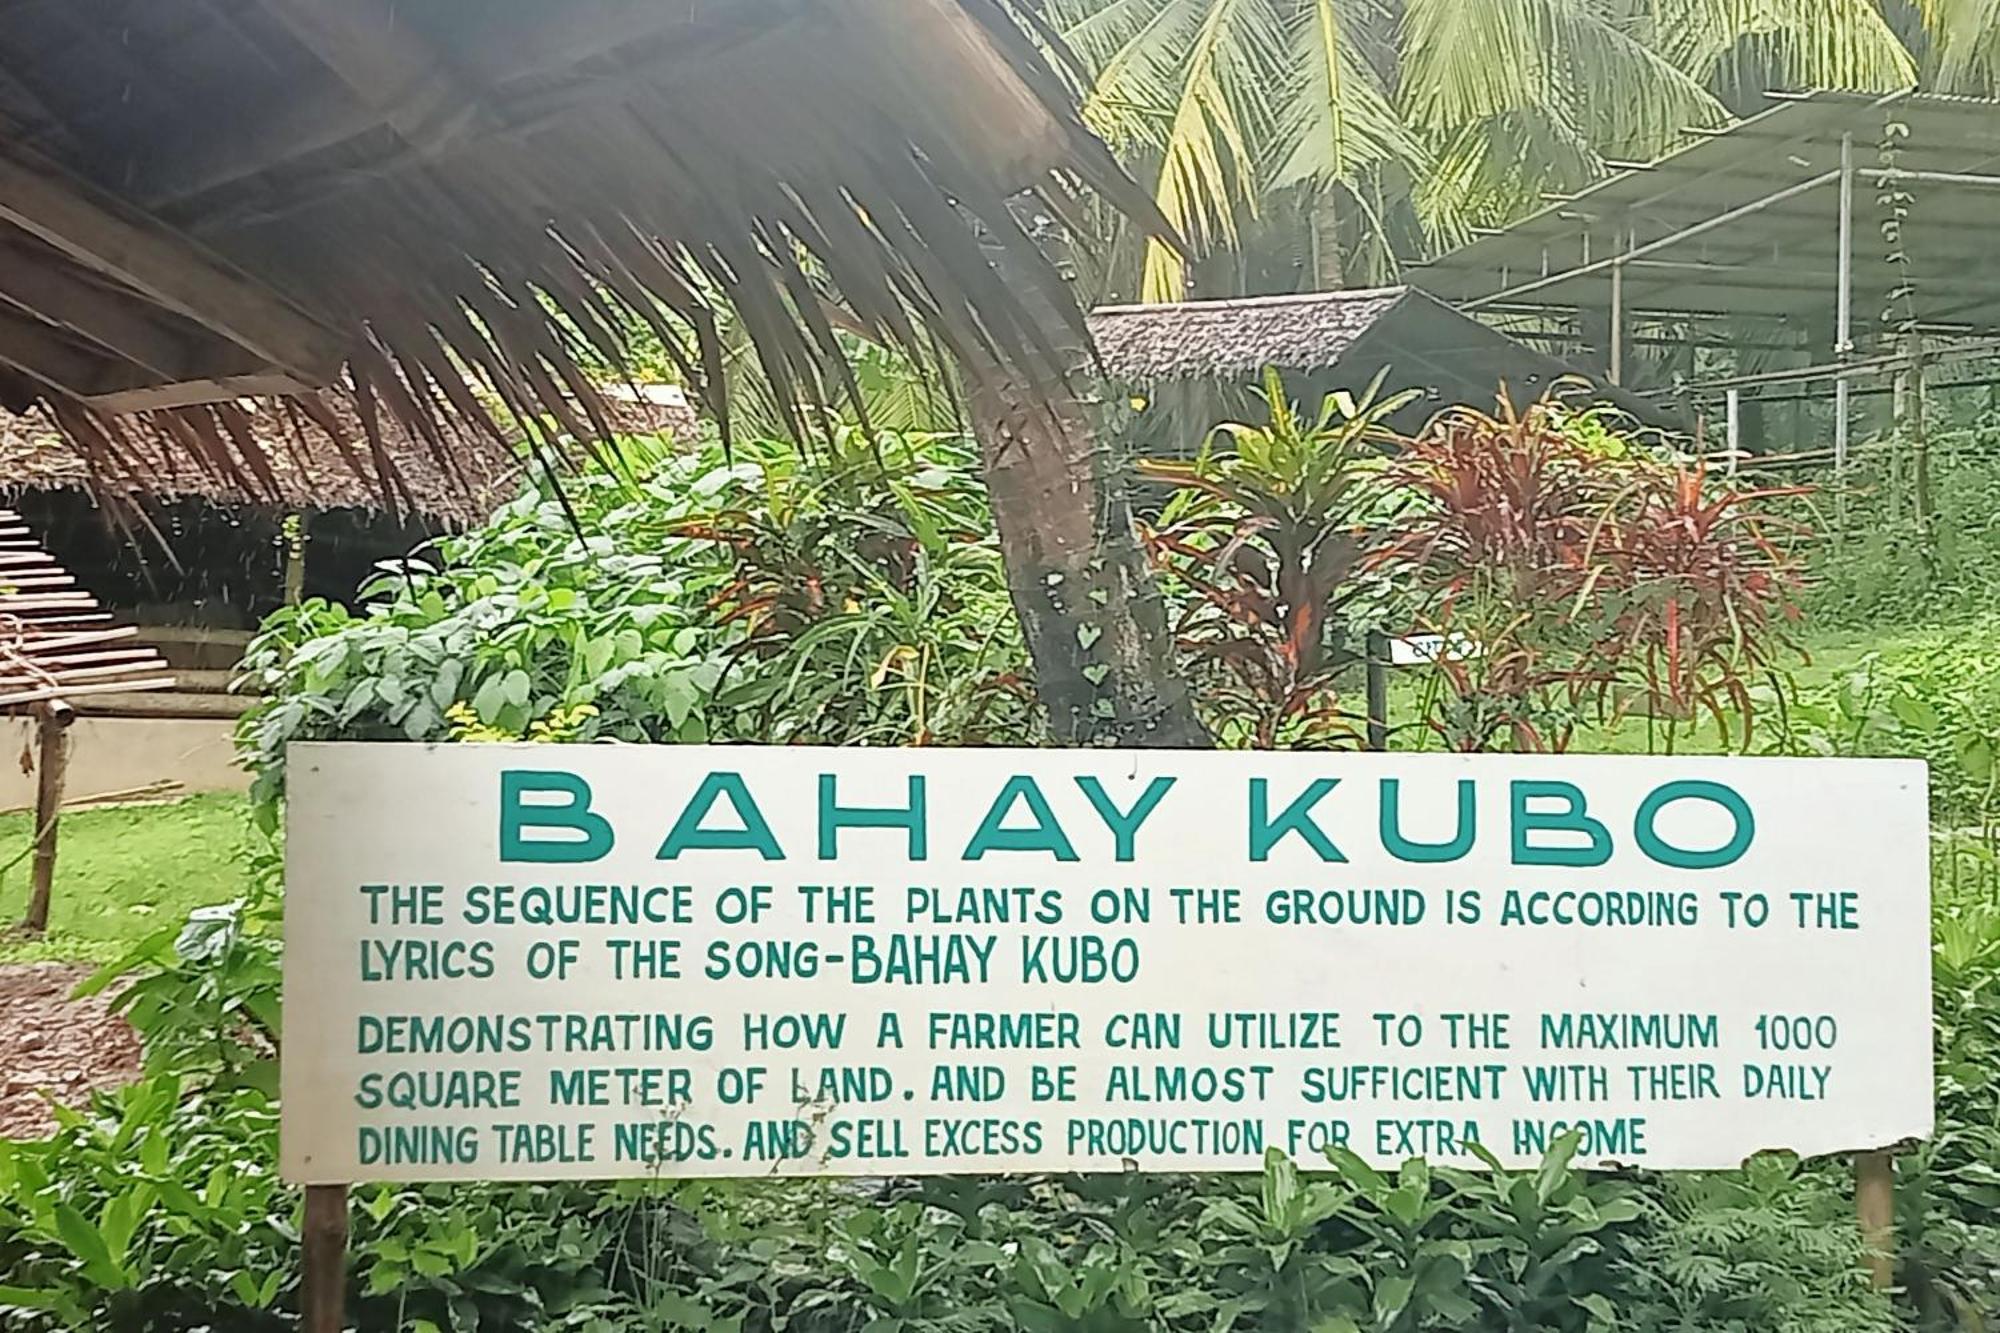 BAHAY KUBO
THE SEQUENCE OF THE PLANTS ON THE GROUND IS ACCORDING TO THE
LYRICS OF THE SONG-BAHAY KUBO
DEMONSTRATING HOW A FARMER CAN UTILIZE TO THE MAXIMUM 1000
SQUARE METER OF LAND. AND BE ALMOST SUFFICIENT WITH THEIR DAILY
DINING TABLE NEEDS. AND SELL EXCESS PRODUCTION FOR EXTRA INCOME